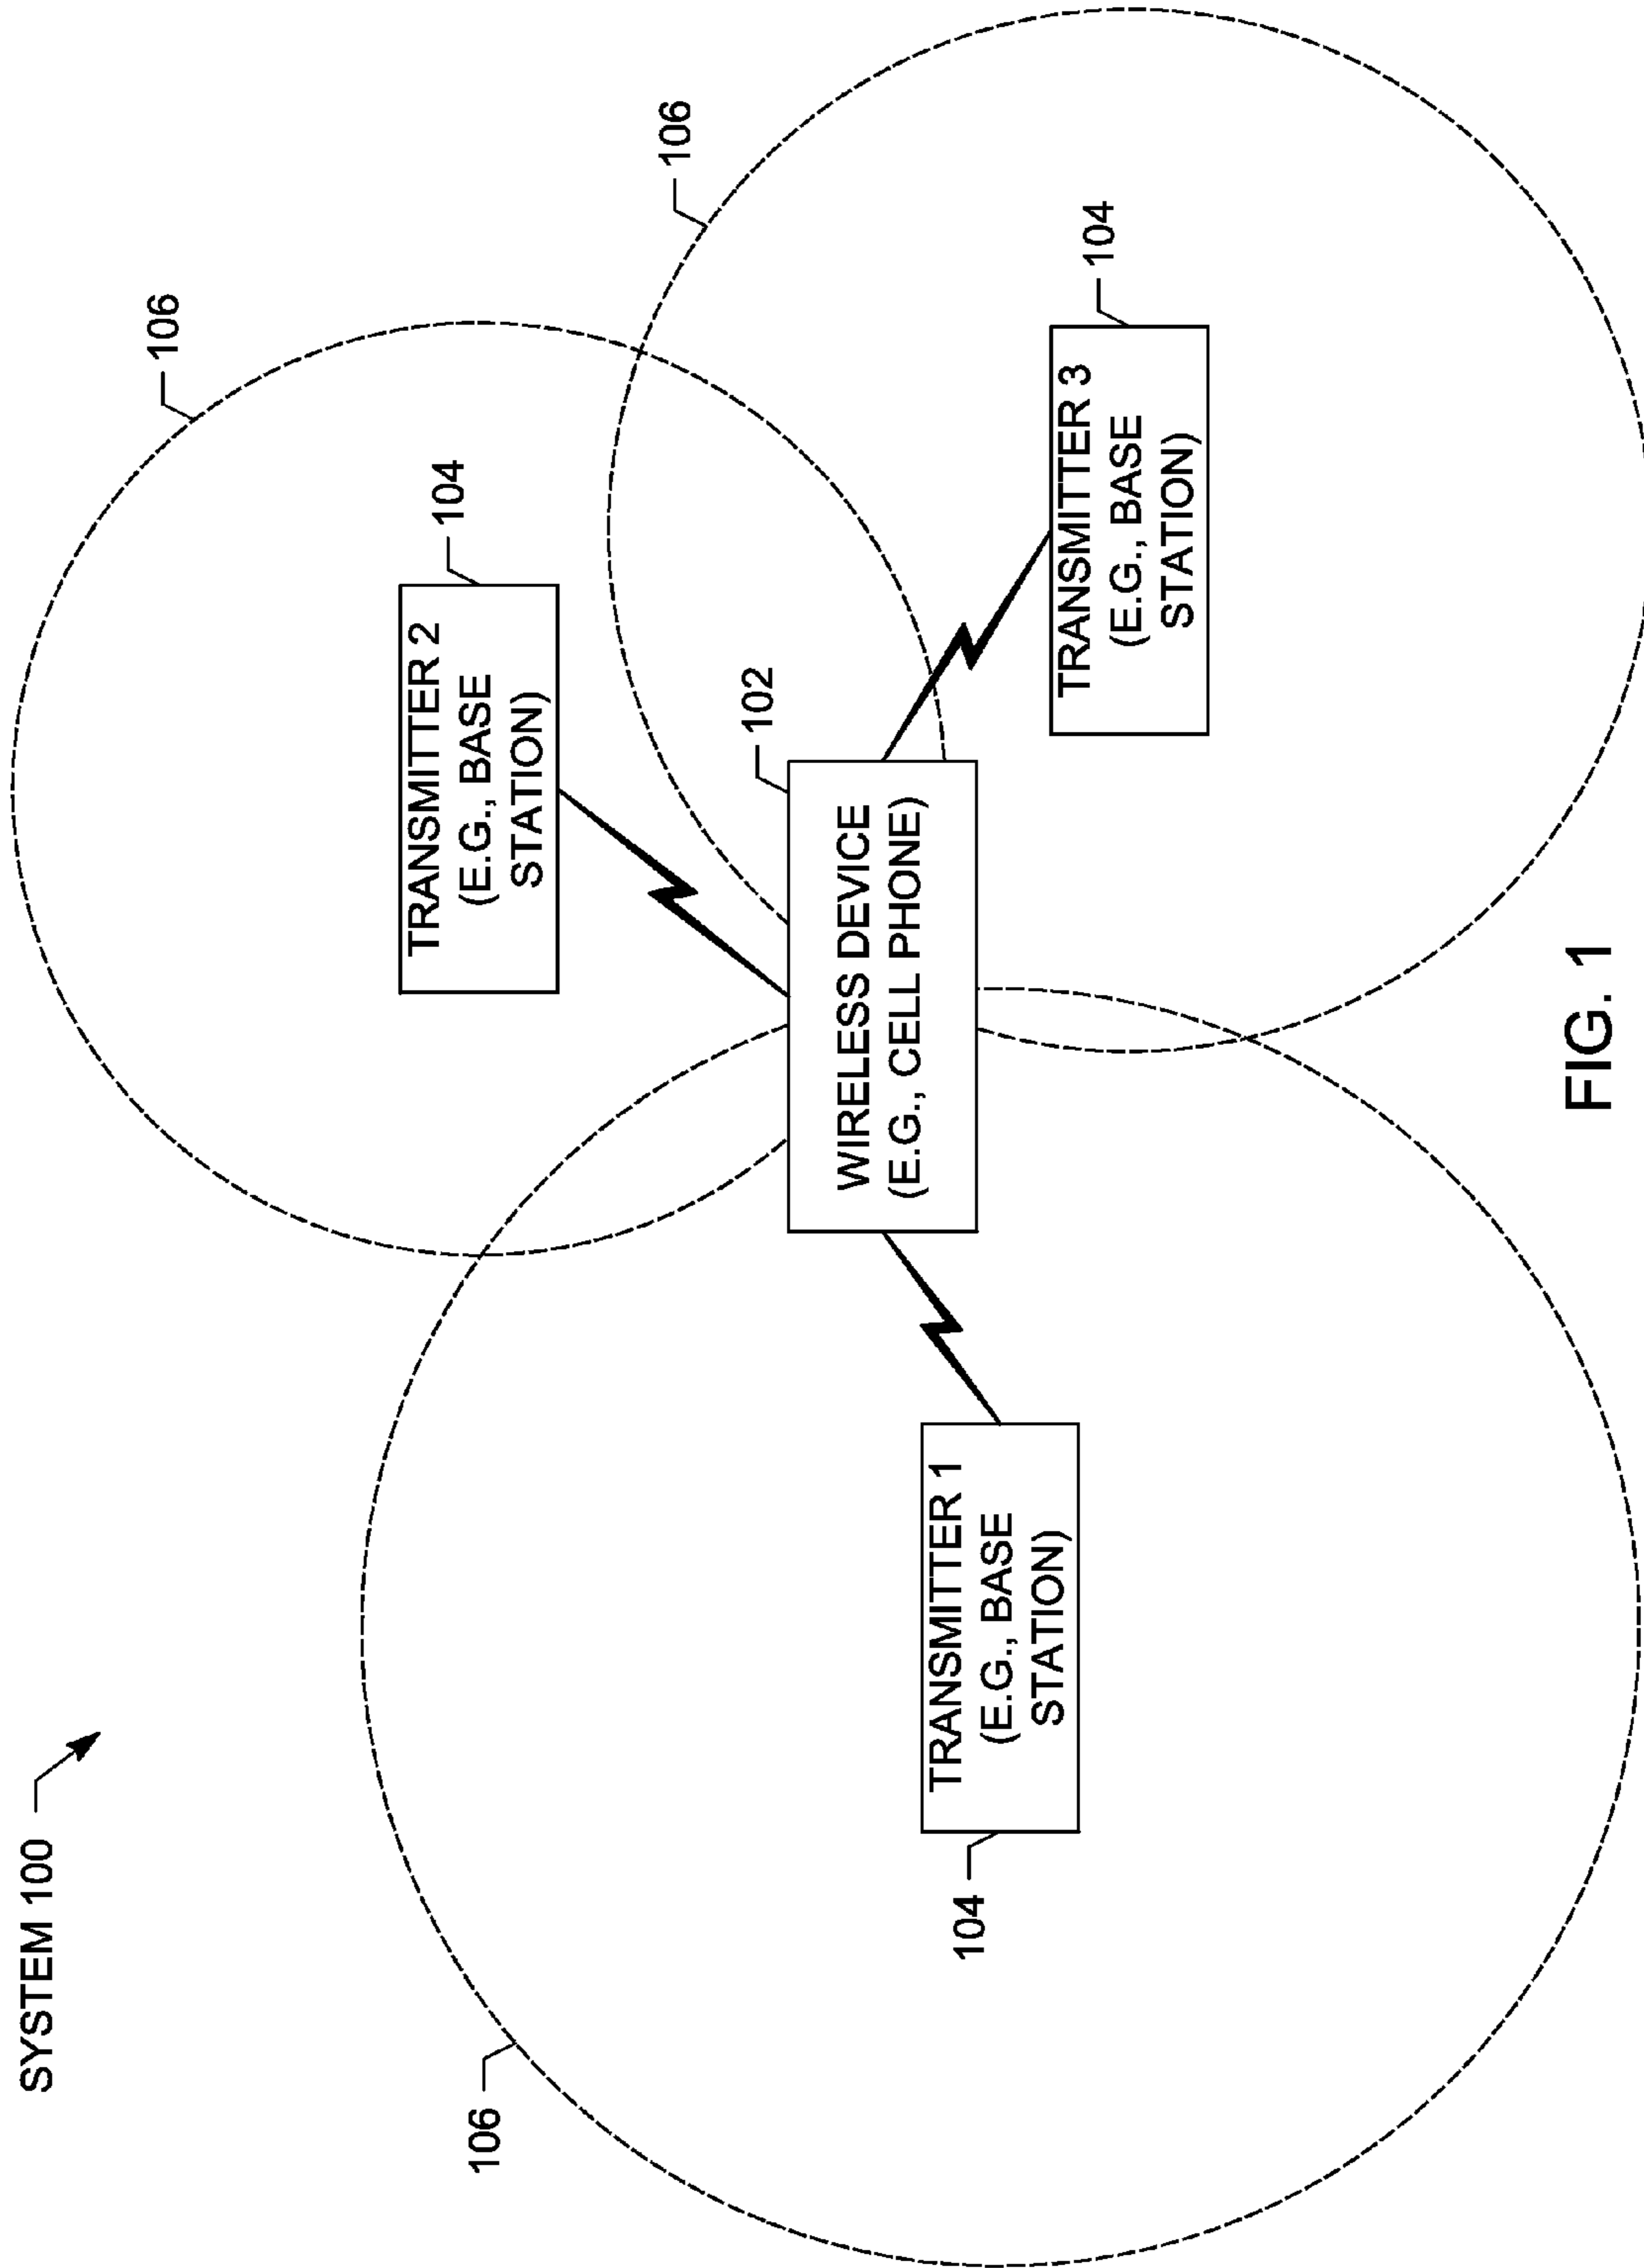 SYSTEM 100
106
106
106
TRANSMITTER 2
(E.G., BASE
STATION)
104
102
WIRELESS DEVICE
(E.G., CELL PHONE)
104
TRANSMITTER 1
(E.G., BASE
STATION)
104
TRANSMITTER 3
(E.G., BASE
STATION)
FIG. 1